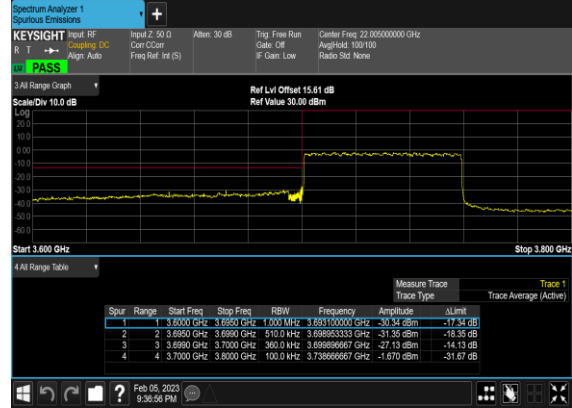 Spectrum Analyzer 1
Spurious Emissions
+
KEYSIGHT Input: RF Input Z: 50 Ω Atten: 30 dB Trig: Free Run Center Freq: 22.005000000 GHz
R T Coupling: DC Corr CCorr Gate: Off Avg|Hold: 100/100
Align: Auto Freq Ref: Int (S) IF Gain: Low Radio Std: None
PASS
3 All Range Graph
Ref Lvl Offset 15.61 dB
Scale/Div 10.0 dB Ref Value 30.00 dBm
Log
20.0
10.0
0.00
-10.0
-20.0
-30.0
-40.0
-50.0
-60.0
Start 3.600 GHz Stop 3.800 GHz
4 All Range Table
Measure Trace Trace 1
Trace Type Trace Average (Active)
Spur Range Start Freq Stop Freq RBW Frequency Amplitude ΔLimit
1 1 3.6000 GHz 3.6950 GHz 1.000 MHz 3.693100000 GHz -30.34 dBm -17.34 dB
2 2 3.6950 GHz 3.6990 GHz 510.0 kHz 3.698953333 GHz -31.35 dBm -18.35 dB
3 3 3.6990 GHz 3.7000 GHz 360.0 kHz 3.699896667 GHz -27.13 dBm -14.13 dB
4 4 3.7000 GHz 3.8000 GHz 100.0 kHz 3.738666667 GHz -1.670 dBm -31.67 dB
? Feb 05, 2023
9:36:56 PM